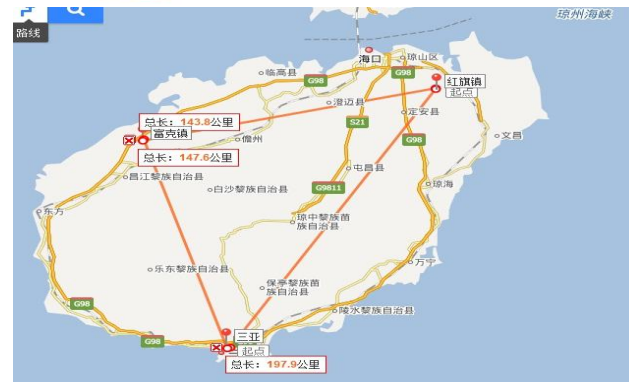 琼州海峡
路线
海口
琼山区
临高县
G98
G98
红旗镇
起点
澄迈县
定安县
总长：143.8公里
富克镇
S21
儋州
G98
文昌
总长：147.6公里
昌江黎族自治县
屯昌县
白沙黎族自治县
G9811
琼海
东方
琼中黎族苗
族自治县
万宁
乐东黎族自治县
保亭黎族苗
族自治县
G98
陵水黎族自治县
G98
三亚
起点
总长：197.9公里